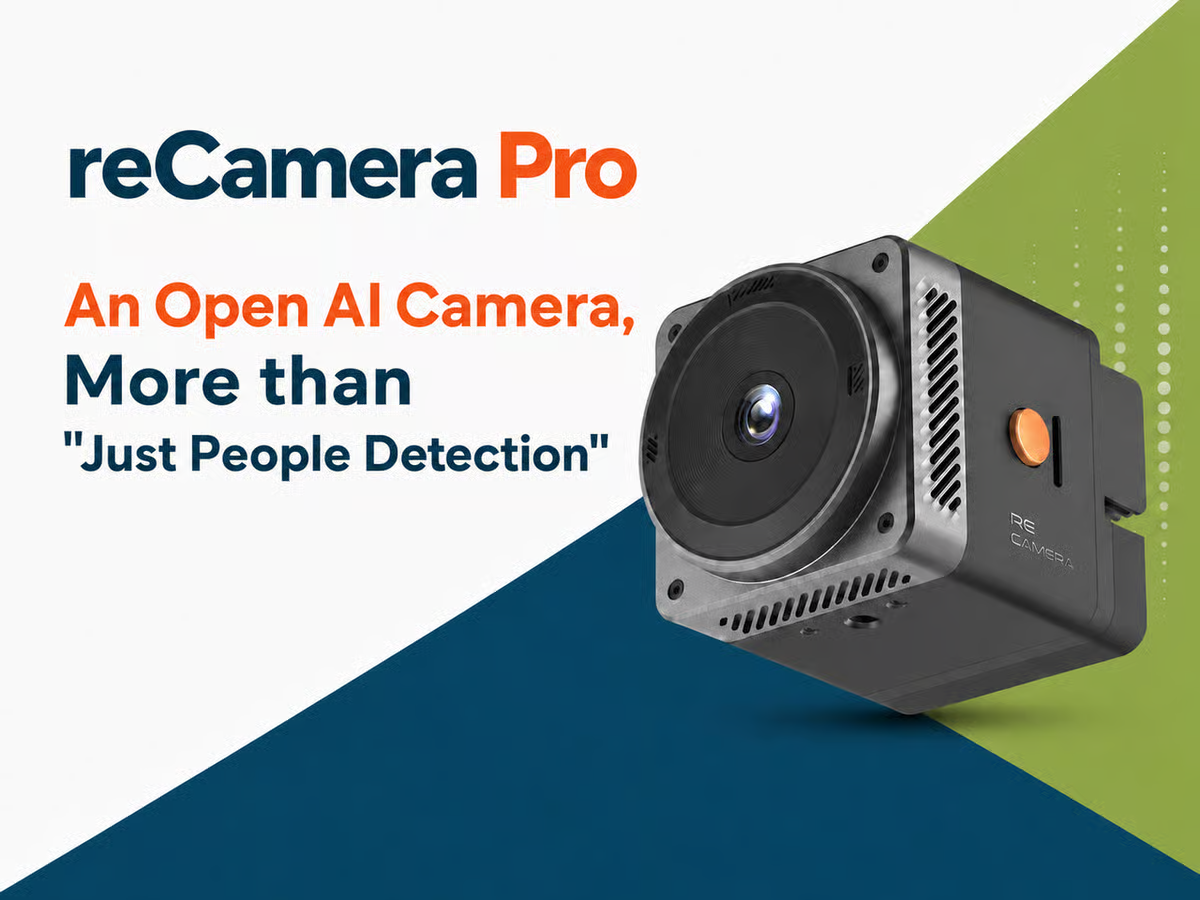 reCamera Pro
An Open AI Camera,
More than
"Just People Detection"
RE
CAMERA